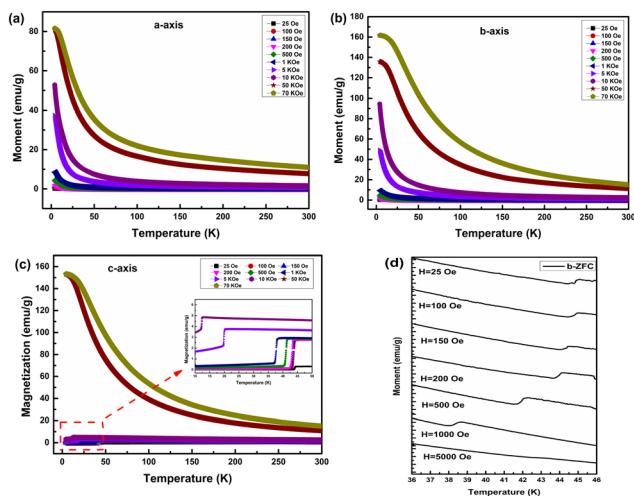 (a)
a-axis
25 Oe
100 Oe
150 Oe
200 Oe
500 Oe
1 KOe
5 KOe
10 KOe
50 KOe
70 KOe
Moment (emu/g)
80
60
40
20
0
0 50 100 150 200 250 300
Temperature (K)
(b)
b-axis
25 Oe
100 Oe
150 Oe
200 Oe
500 Oe
1 KOe
5 KOe
10 KOe
50 KOe
70 KOe
Moment (emu/g)
160
140
120
100
80
60
40
20
0
0 50 100 150 200 250 300
Temperature (K)
(c)
c-axis
25 Oe 100 Oe 150 Oe
200 Oe 500 Oe 1 KOe
5 KOe 10 KOe 50 KOe
70 KOe
Magnetization (emu/g)
160
140
120
100
80
60
40
20
0
0 50 100 150 200 250 300
Temperature (K)
Magnetization (emu/g)
Temperature (K)
(d)
b-ZFC
H=25 Oe
H=100 Oe
H=150 Oe
H=200 Oe
H=500 Oe
H=1000 Oe
H=5000 Oe
Moment (emu/g)
36 37 38 39 40 41 42 43 44 45 46
Temperature (K)